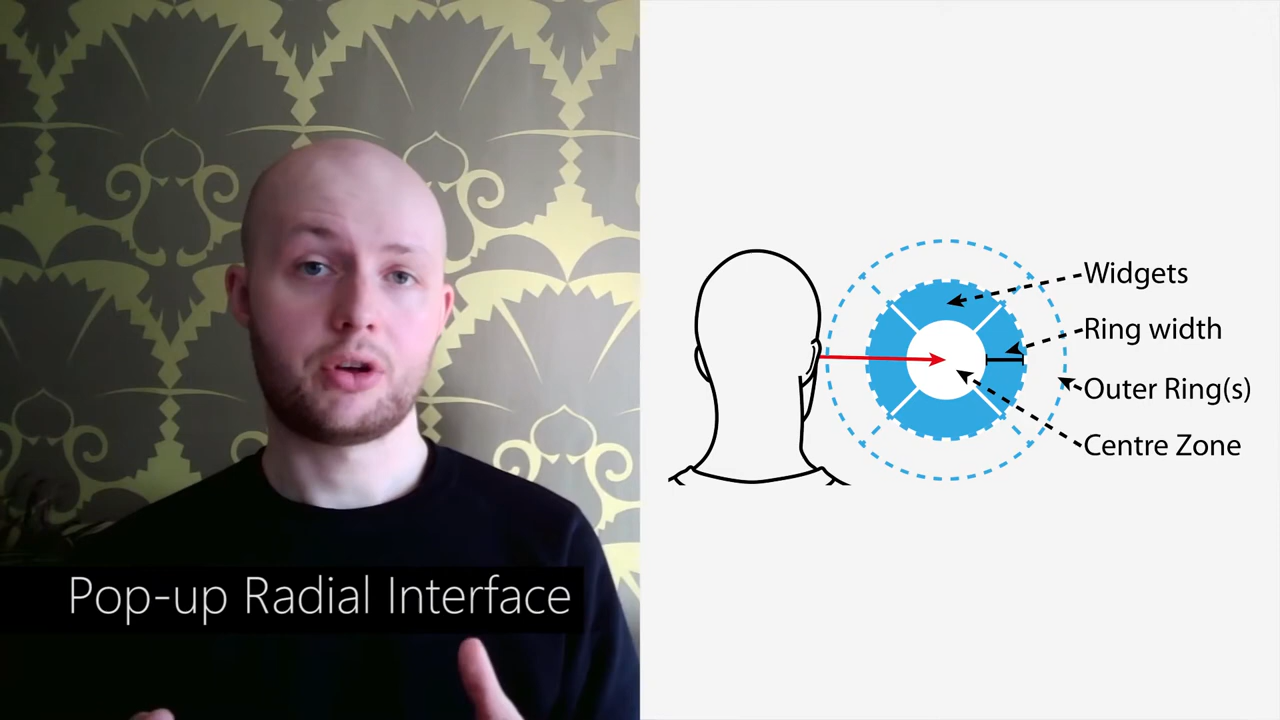 Pop-up Radial Interface
Widgets
Ring width
Outer Ring(s)
Centre Zone